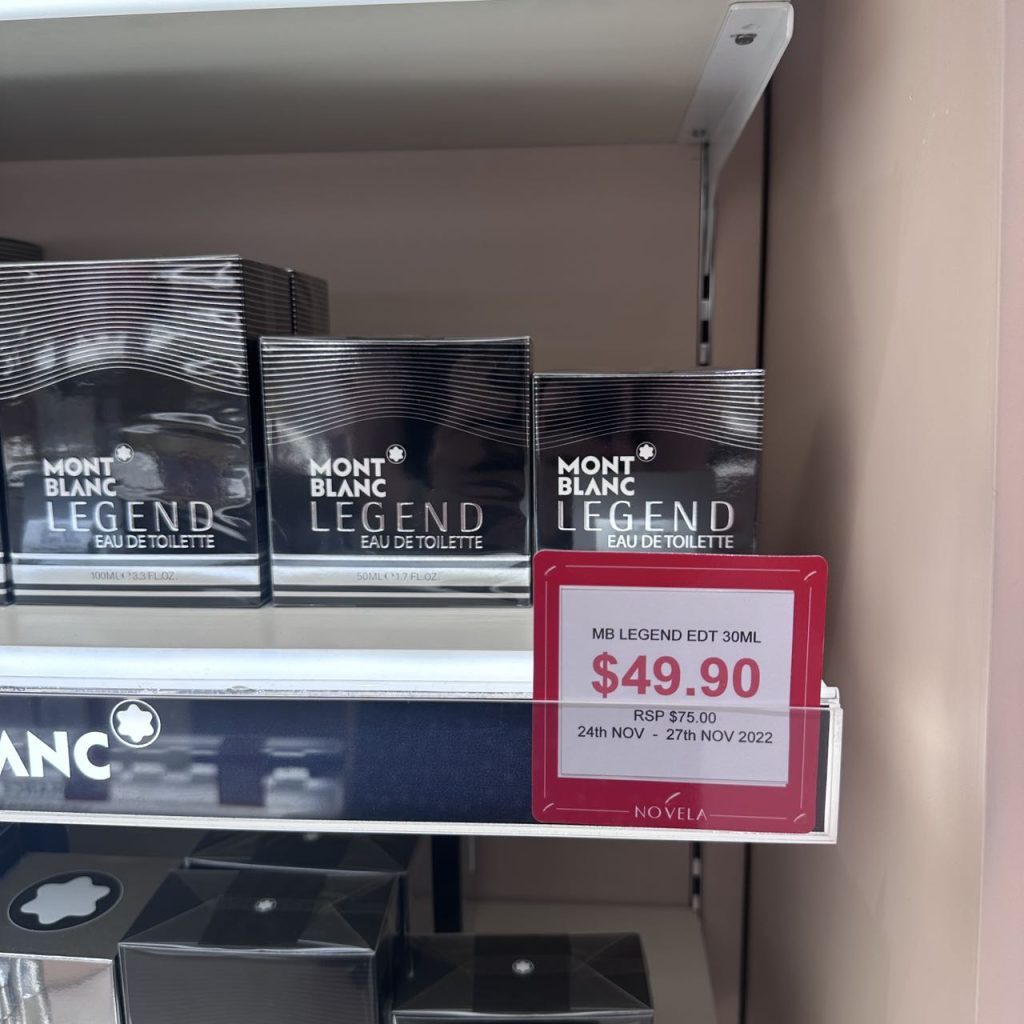 MONT
BLANC
LEGEND
EAU DE TOILETTE
100ML℮3.3 FL.OZ.
MONT
BLANC
LEGEND
EAU DE TOILETTE
50ML℮1.7 FL.OZ.
MONT
BLANC
LEGEND
EAU DE TOILETTE
MB LEGEND EDT 30ML
$49.90
RSP $75.00
24th NOV - 27th NOV 2022
NOVELA
ANC